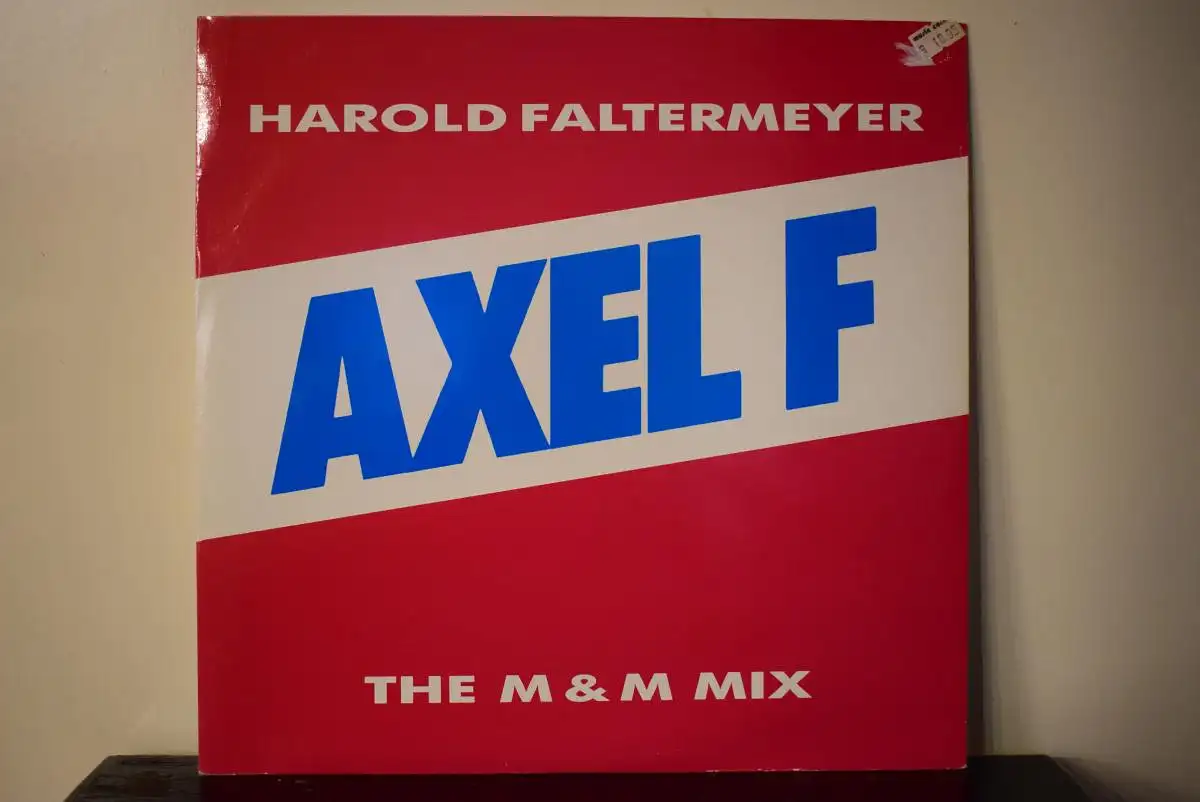 HAROLD FALTERMEYER
AXEL F
THE M & M MIX